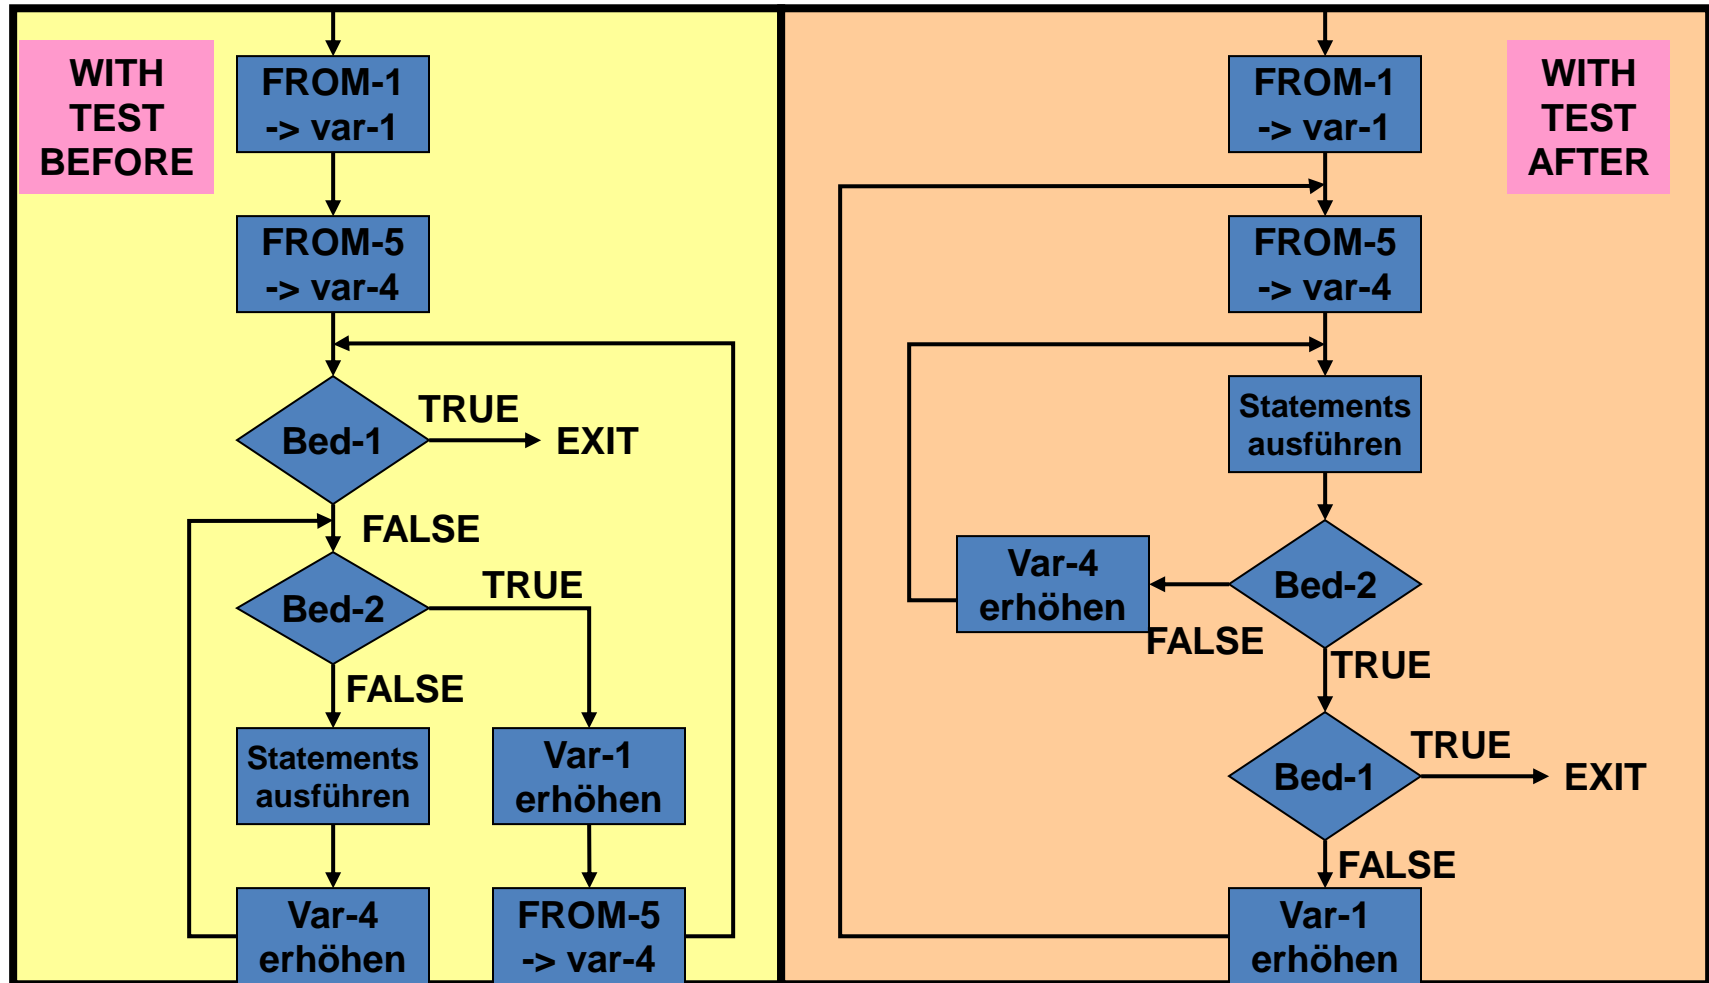 WITH
TEST
BEFORE
FROM-1
-> var-1
FROM-5
-> var-4
Bed-1
TRUE
EXIT
FALSE
Bed-2
TRUE
FALSE
Statements
ausführen
Var-1
erhöhen
Var-4
erhöhen
FROM-5
-> var-4
WITH
TEST
AFTER
FROM-1
-> var-1
FROM-5
-> var-4
Statements
ausführen
Var-4
erhöhen
Bed-2
FALSE
TRUE
Bed-1
TRUE
EXIT
FALSE
Var-1
erhöhen